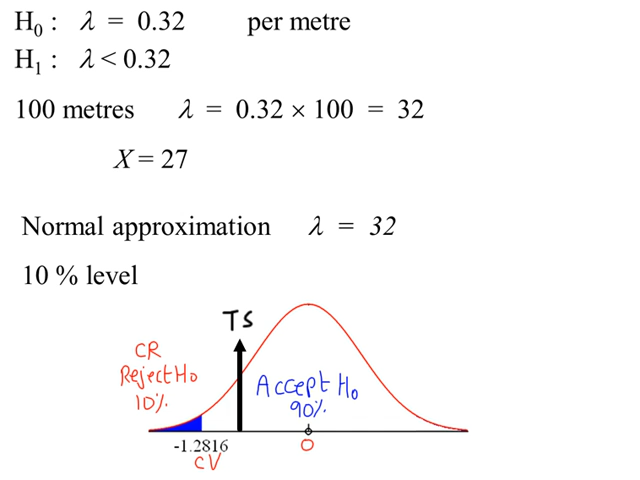 H₀ : λ = 0.32 per metre
H₁ : λ < 0.32
100 metres λ = 0.32 × 100 = 32
X = 27
Normal approximation λ = 32
10 % level
TS
CR
Reject H₀
10%
Accept H₀
90%
-1.2816
CV
0